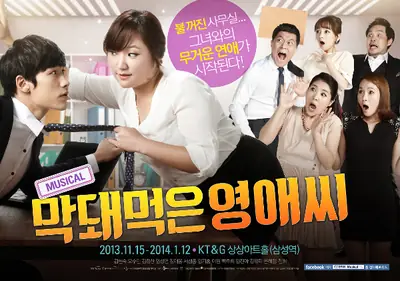 불 꺼진 사무실...
그녀와의
무거운 연애가
시작된다!
MUSICAL
막돼먹은 영애씨
2013.11.15 - 2014.1.12 • KT&G 상상아트홀(삼성역)
facebook